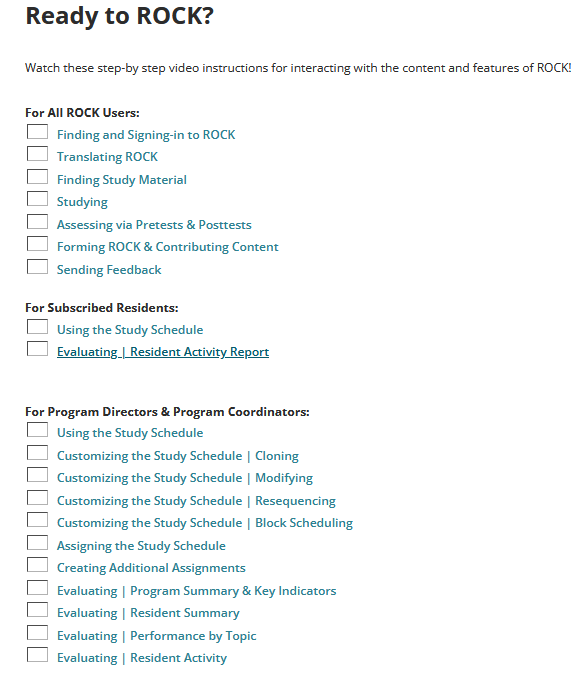 Ready to ROCK?
Watch these step-by step video instructions for interacting with the content and features of ROCK!
For All ROCK Users:
Finding and Signing-in to ROCK
Translating ROCK
Finding Study Material
Studying
Assessing via Pretests & Posttests
Forming ROCK & Contributing Content
Sending Feedback
For Subscribed Residents:
Using the Study Schedule
Evaluating | Resident Activity Report
For Program Directors & Program Coordinators:
Using the Study Schedule
Customizing the Study Schedule | Cloning
Customizing the Study Schedule | Modifying
Customizing the Study Schedule | Resequencing
Customizing the Study Schedule | Block Scheduling
Assigning the Study Schedule
Creating Additional Assignments
Evaluating | Program Summary & Key Indicators
Evaluating | Resident Summary
Evaluating | Performance by Topic
Evaluating | Resident Activity